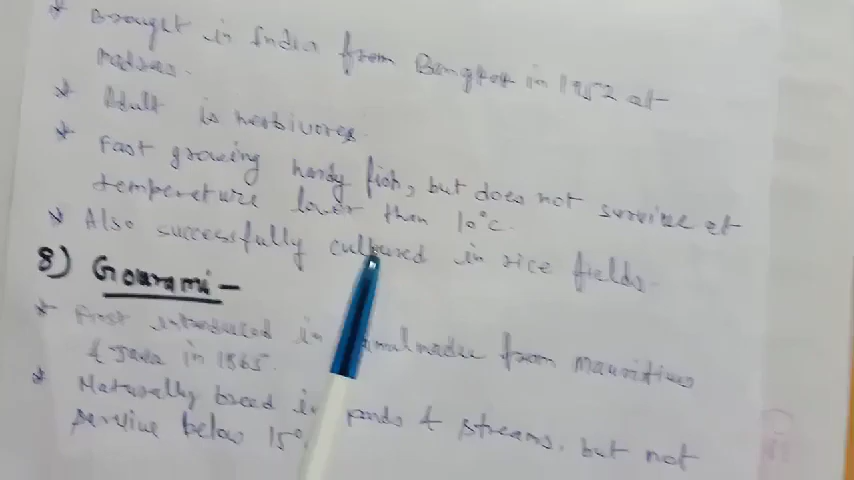 * Brought in India from Bangkok in 1952 at
Madras.
* Adult is herbivores.
* Fast growing hardy fish, but does not survive at
temperature lower than 10°C.
* Also successfully cultured in rice fields.
8) Gourami -
* First introduced in from Mauritius
& Java in 1865.
* Naturally breed in ponds & streams, but not
survive below 15°